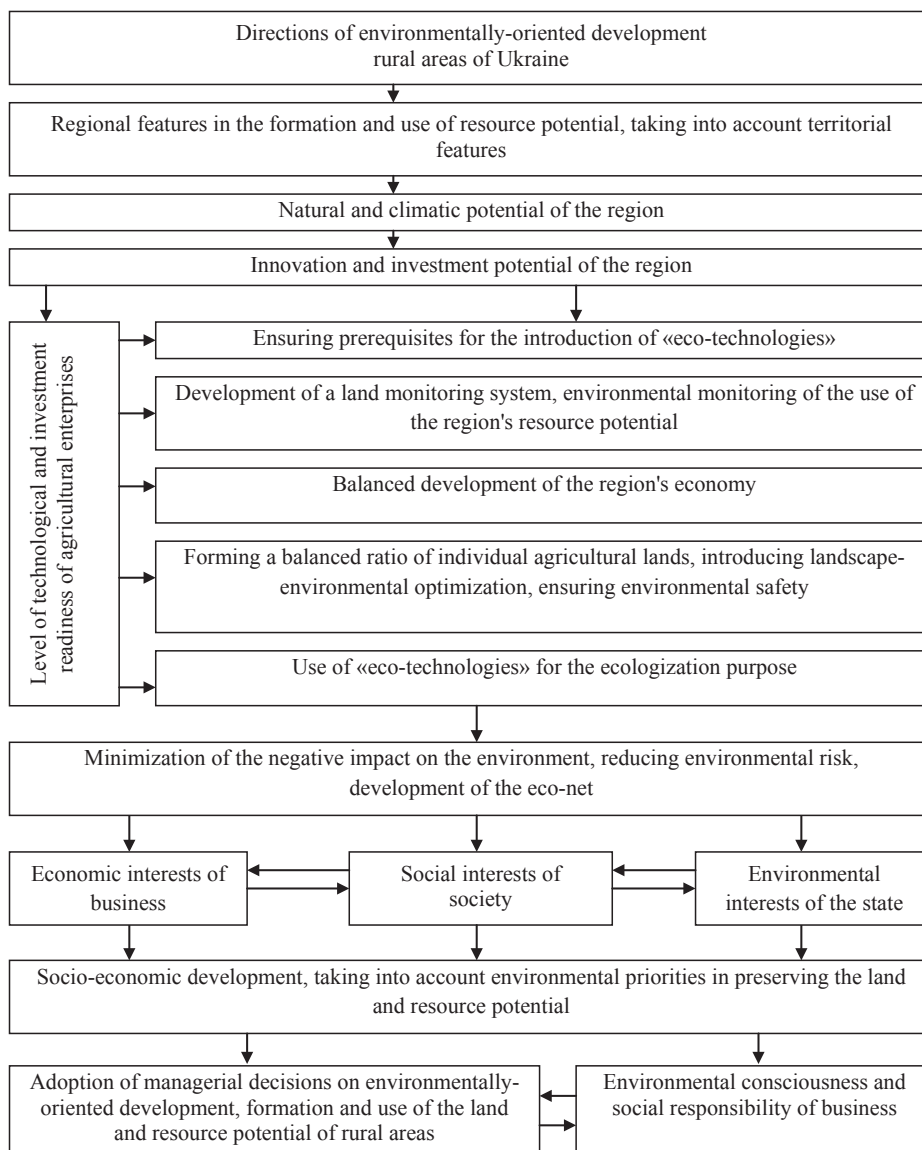 Directions of environmentally-oriented development
rural areas of Ukraine
Regional features in the formation and use of resource potential, taking into account territorial
features
Natural and climatic potential of the region
Innovation and investment potential of the region
Level of technological and investment
readiness of agricultural enterprises
Ensuring prerequisites for the introduction of «eco-technologies»
Development of a land monitoring system, environmental monitoring of the use of
the region's resource potential
Balanced development of the region's economy
Forming a balanced ratio of individual agricultural lands, introducing landscape-
environmental optimization, ensuring environmental safety
Use of «eco-technologies» for the ecologization purpose
Minimization of the negative impact on the environment, reducing environmental risk,
development of the eco-net
Economic interests of
business
Social interests of
society
Environmental
interests of the state
Socio-economic development, taking into account environmental priorities in preserving the land
and resource potential
Adoption of managerial decisions on environmentally-
oriented development, formation and use of the land
and resource potential of rural areas
Environmental consciousness and
social responsibility of business